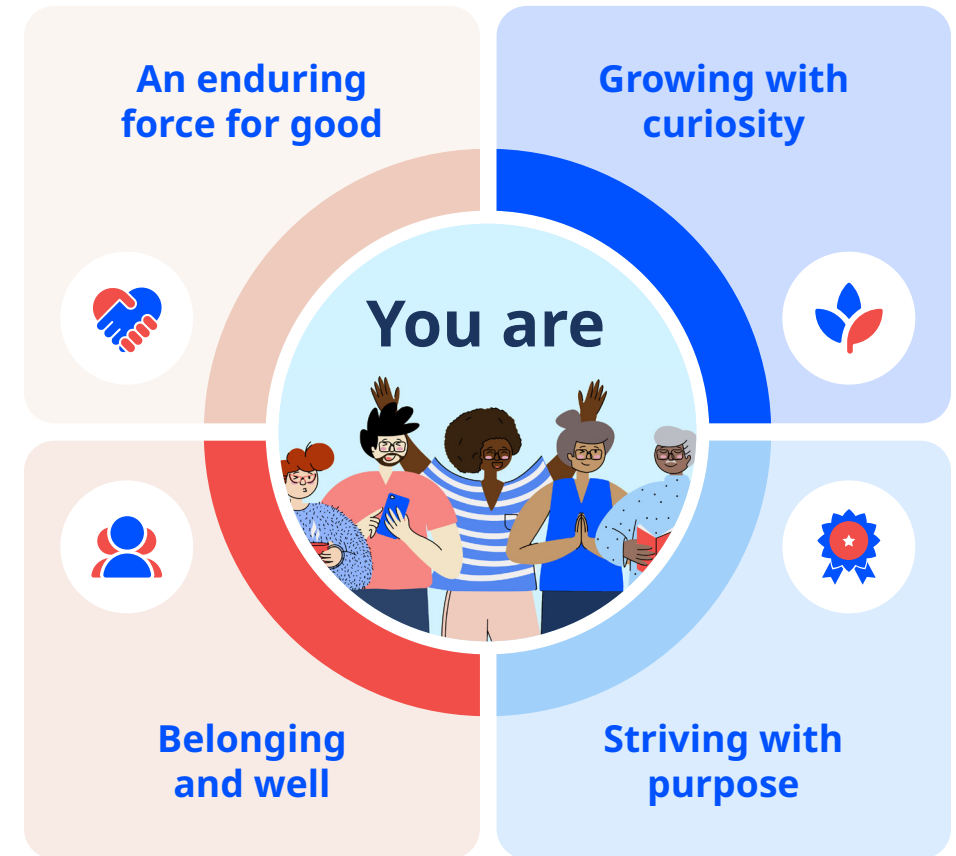 An enduring
force for good
Growing with
curiosity
You are
Belonging
and well
Striving with
purpose